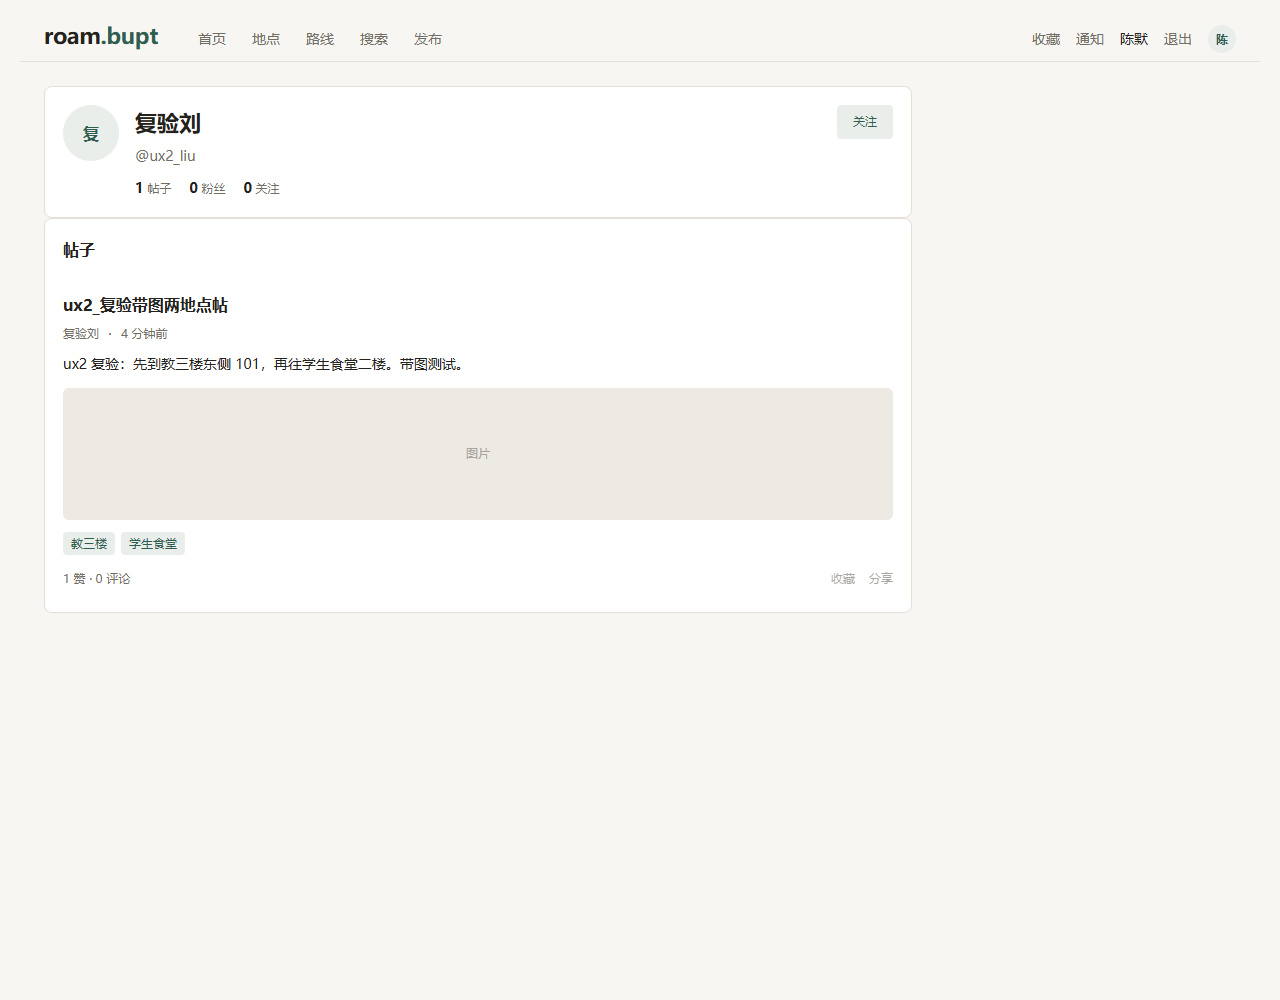 roam.bupt 首页 地点 路线 搜索 发布 收藏 通知 陈默 退出 陈
复 复验刘 关注
@ux2_liu
1 帖子 0 粉丝 0 关注
帖子
ux2_复验带图两地点帖
复验刘 · 4 分钟前
ux2 复验：先到教三楼东侧 101，再往学生食堂二楼。带图测试。
图片
教三楼 学生食堂
1 赞 · 0 评论 收藏 分享